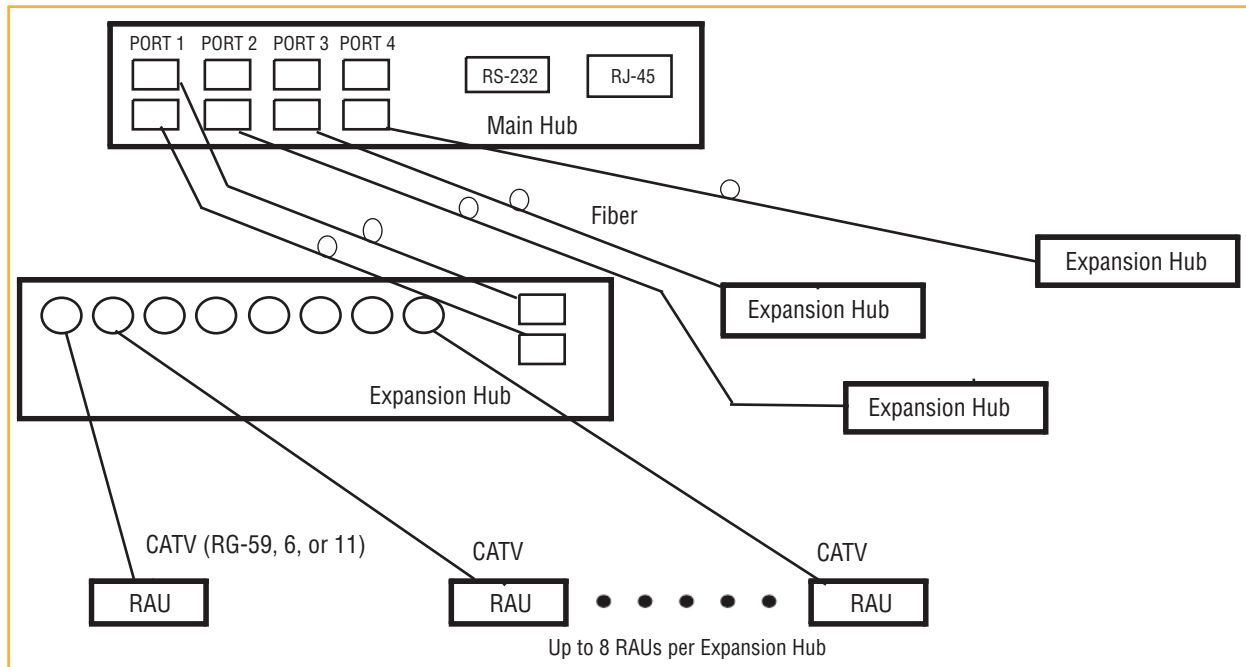 PORT 1 PORT 2 PORT 3 PORT 4
RS-232
RJ-45
Main Hub
Fiber
Expansion Hub
Expansion Hub
Expansion Hub
Expansion Hub
CATV (RG-59, 6, or 11)
CATV
CATV
RAU
RAU
RAU
Up to 8 RAUs per Expansion Hub